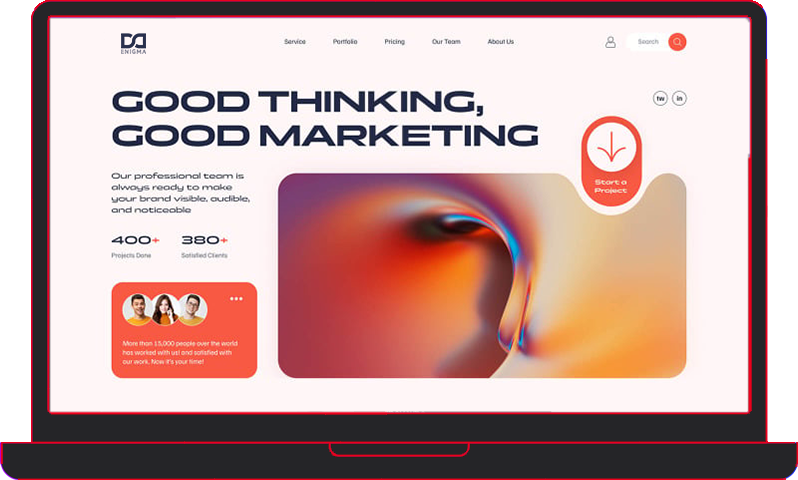 ENIGMA
Service
Portfolio
Pricing
Our Team
About Us
Search
GOOD THINKING,
GOOD MARKETING
tw
in
Start a
Project
Our professional team is
always ready to make
your brand visible, audible,
and noticeable
400+
380+
Projects Done
Satisfied Clients
More than 15,000 people over the world
has worked with us! and satisfied with
our work. Now it's your time!